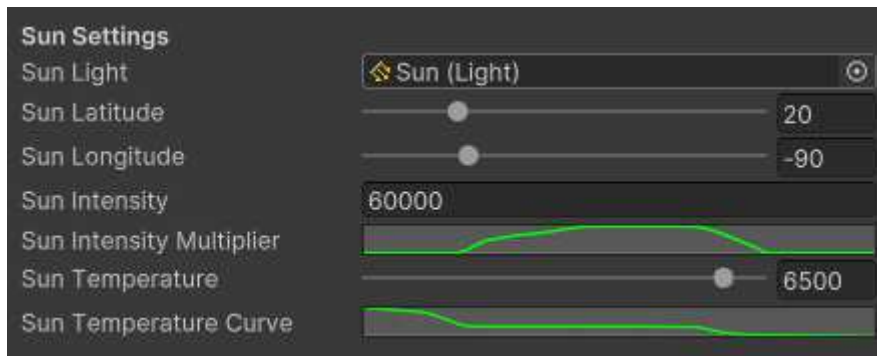 Sun Settings
Sun Light Sun (Light)
Sun Latitude 20
Sun Longitude -90
Sun Intensity 60000
Sun Intensity Multiplier
Sun Temperature 6500
Sun Temperature Curve